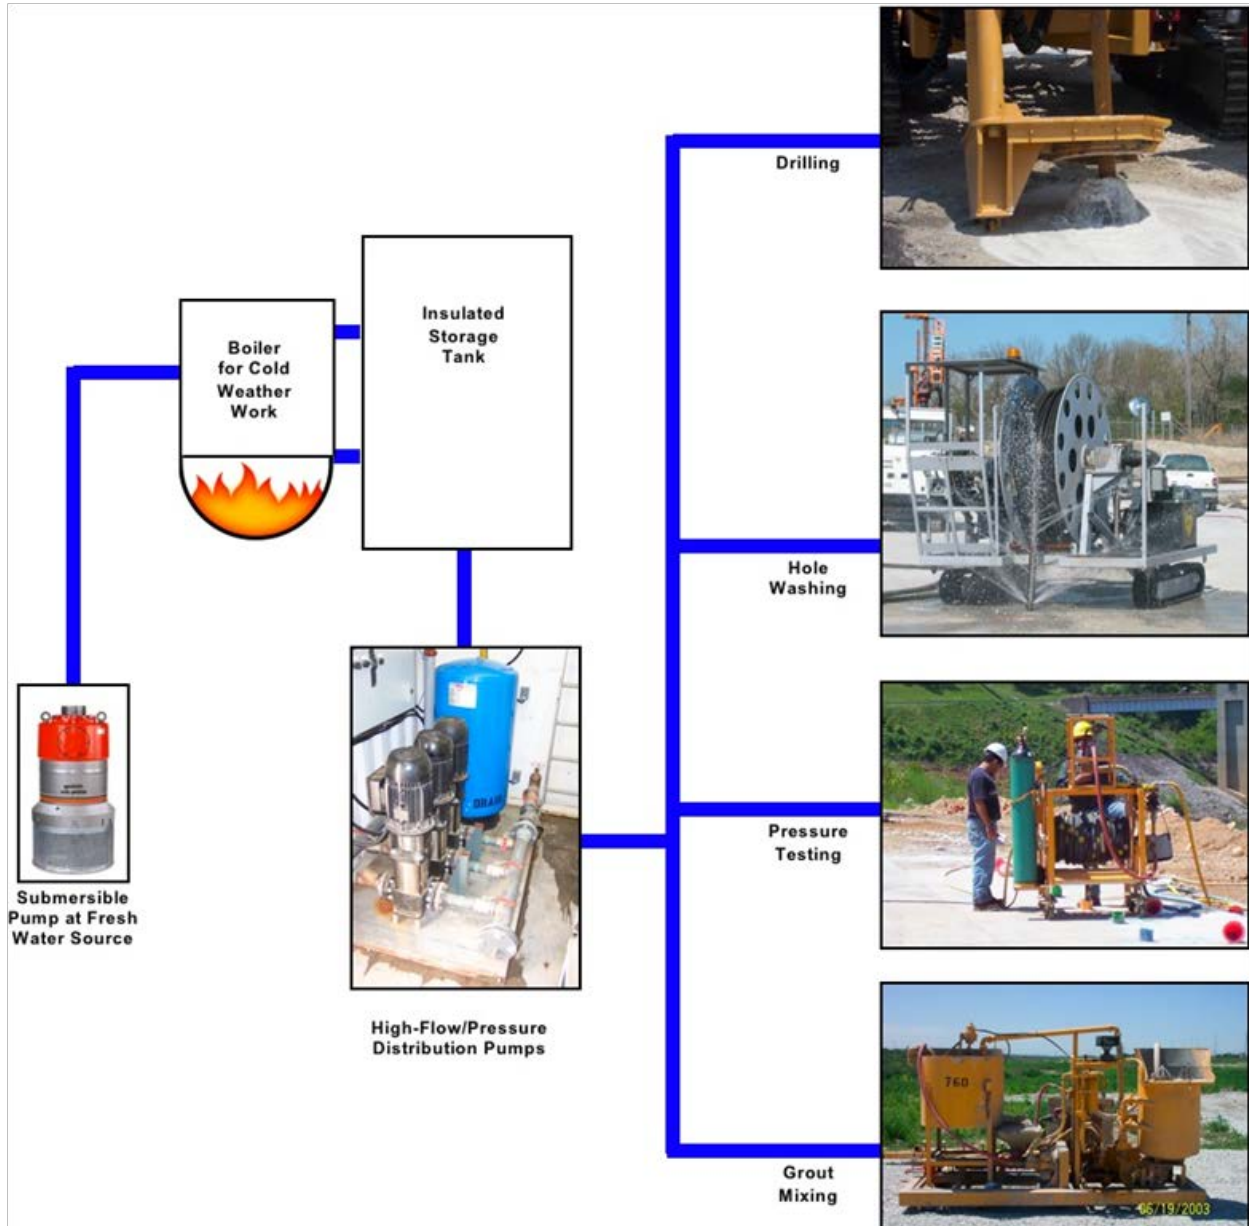 Drilling
Insulated
Storage
Tank
Boiler
for Cold
Weather
Work
Hole
Washing
Submersible
Pump at Fresh
Water Source
Pressure
Testing
High-Flow/Pressure
Distribution Pumps
760
Grout
Mixing
06/19/2003